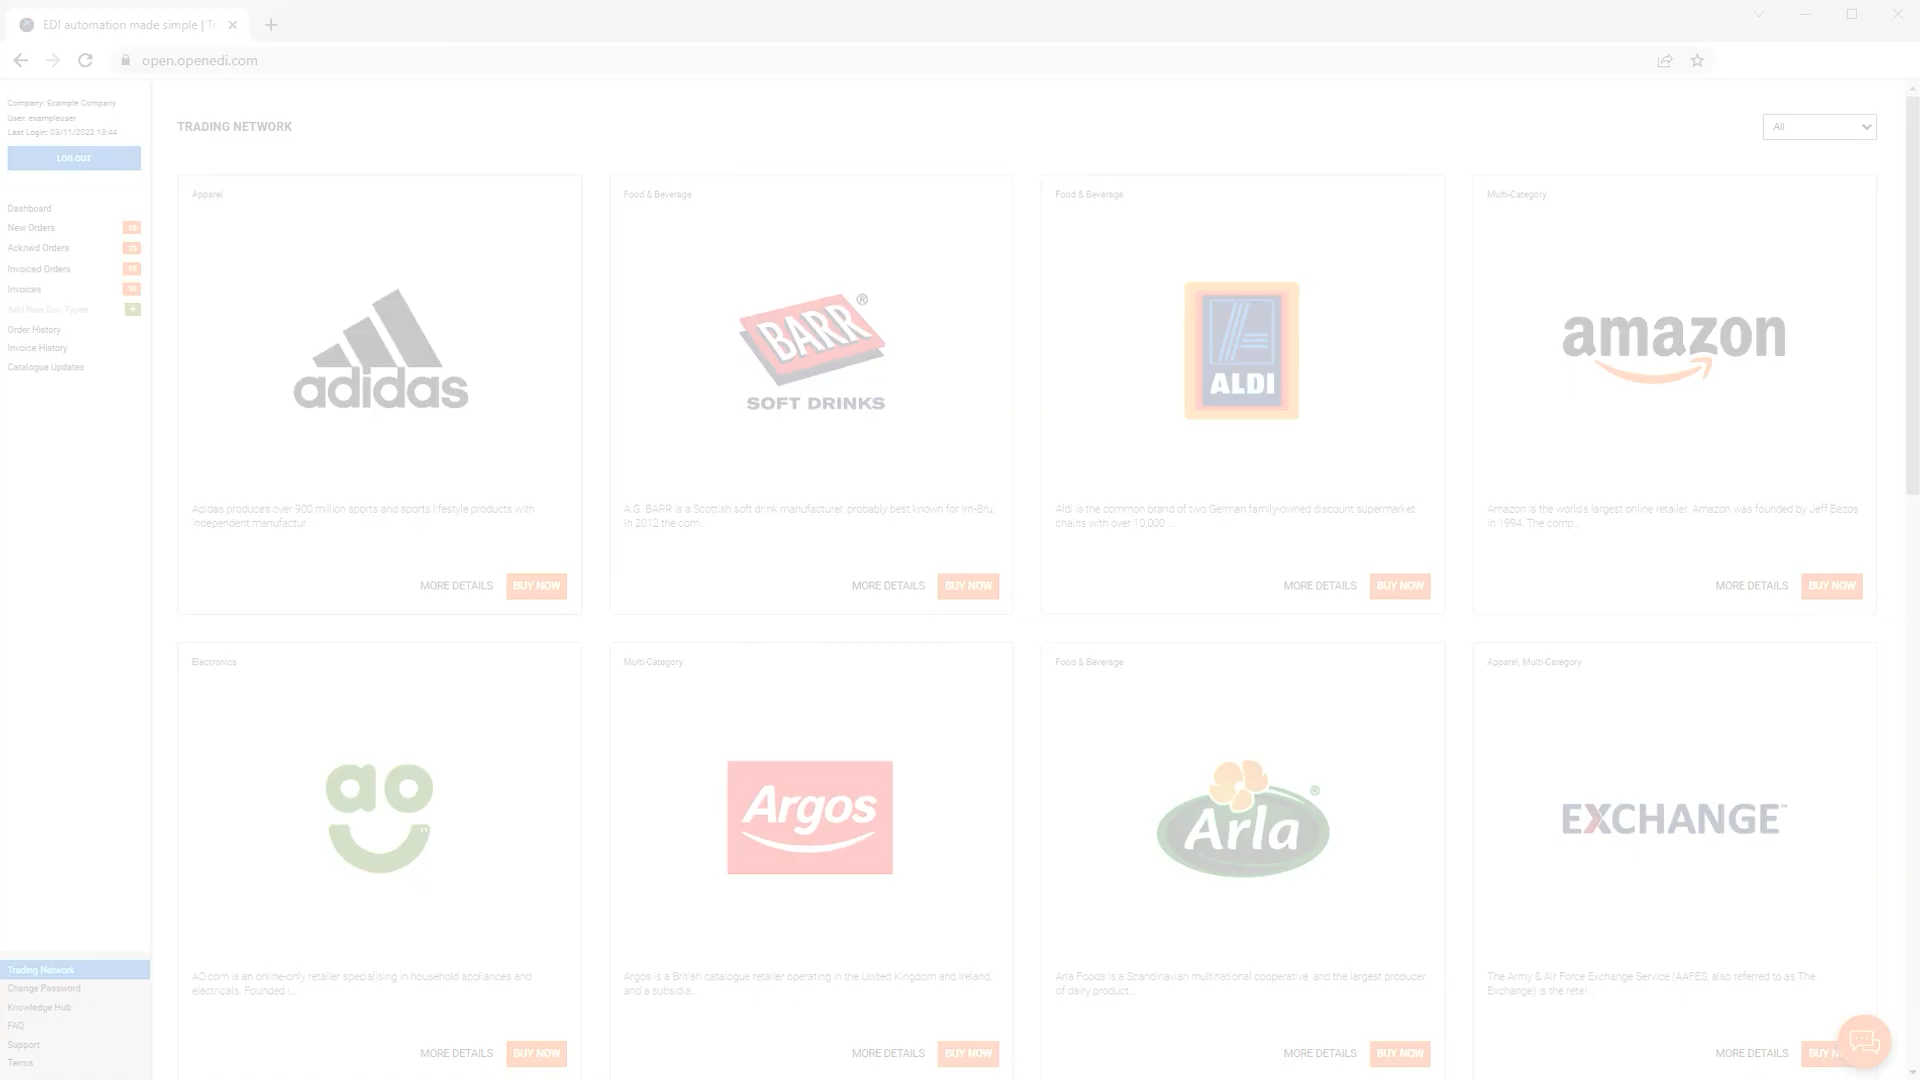 EDI automation made simple | Tr
open.openedi.com
Company: Example Company
User: exampleuser
Last Login: 03/11/2022 13:44
LOG OUT
Dashboard
New Orders 10
Acknwd Orders 10
Invoiced Orders 10
Invoices 10
Add New Doc Types +
Order History
Invoice History
Catalogue Updates
Trading Network
Change Password
Knowledge Hub
FAQ
Support
Terms
TRADING NETWORK
All
Apparel
adidas
Adidas produces over 900 million sports and sports lifestyle products with
independent manufactur...
MORE DETAILS BUY NOW
Food & Beverage
BARR®
SOFT DRINKS
A.G. BARR is a Scottish soft drink manufacturer, probably best known for Irn-Bru.
In 2012 the com...
MORE DETAILS BUY NOW
Food & Beverage
ALDI
Aldi is the common brand of two German family-owned discount supermarket
chains with over 10,000 ...
MORE DETAILS BUY NOW
Multi-Category
amazon
Amazon is the world's largest online retailer. Amazon was founded by Jeff Bezos
in 1994. The comp...
MORE DETAILS BUY NOW
Electronics
ao
AO.com is an online-only retailer specialising in household appliances and
electricals. Founded i...
MORE DETAILS BUY NOW
Multi-Category
Argos
Argos is a British catalogue retailer operating in the United Kingdom and Ireland,
and a subsidia...
MORE DETAILS BUY NOW
Food & Beverage
Arla®
Arla Foods is a Scandinavian multinational cooperative, and the largest producer
of dairy product...
MORE DETAILS BUY NOW
Apparel, Multi-Category
EXCHANGE™
The Army & Air Force Exchange Service (AAFES, also referred to as The
Exchange) is the retai...
MORE DETAILS BUY N